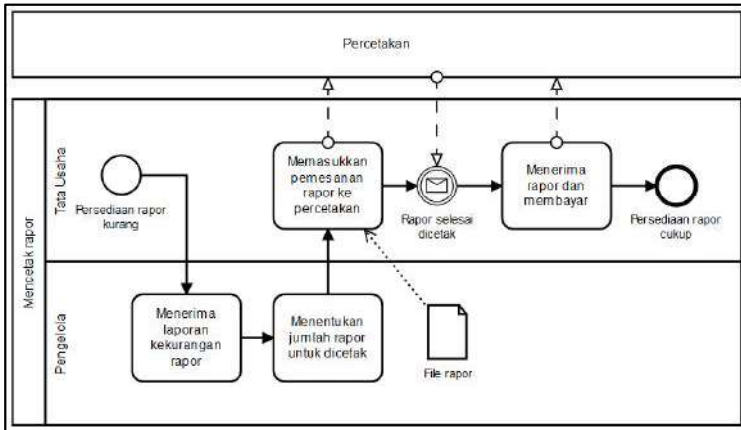 Percetakan
Mencetak rapor
Tata Usaha
Persediaan rapor
kurang
Memasukkan
pemesanan
rapor ke
percetakan
Rapor selesai
dicetak
Menerima
rapor dan
membayar
Persediaan rapor
cukup
Pengelola
Menerima
laporan
kekurangan
rapor
Menentukan
jumlah rapor
untuk dicetak
File rapor